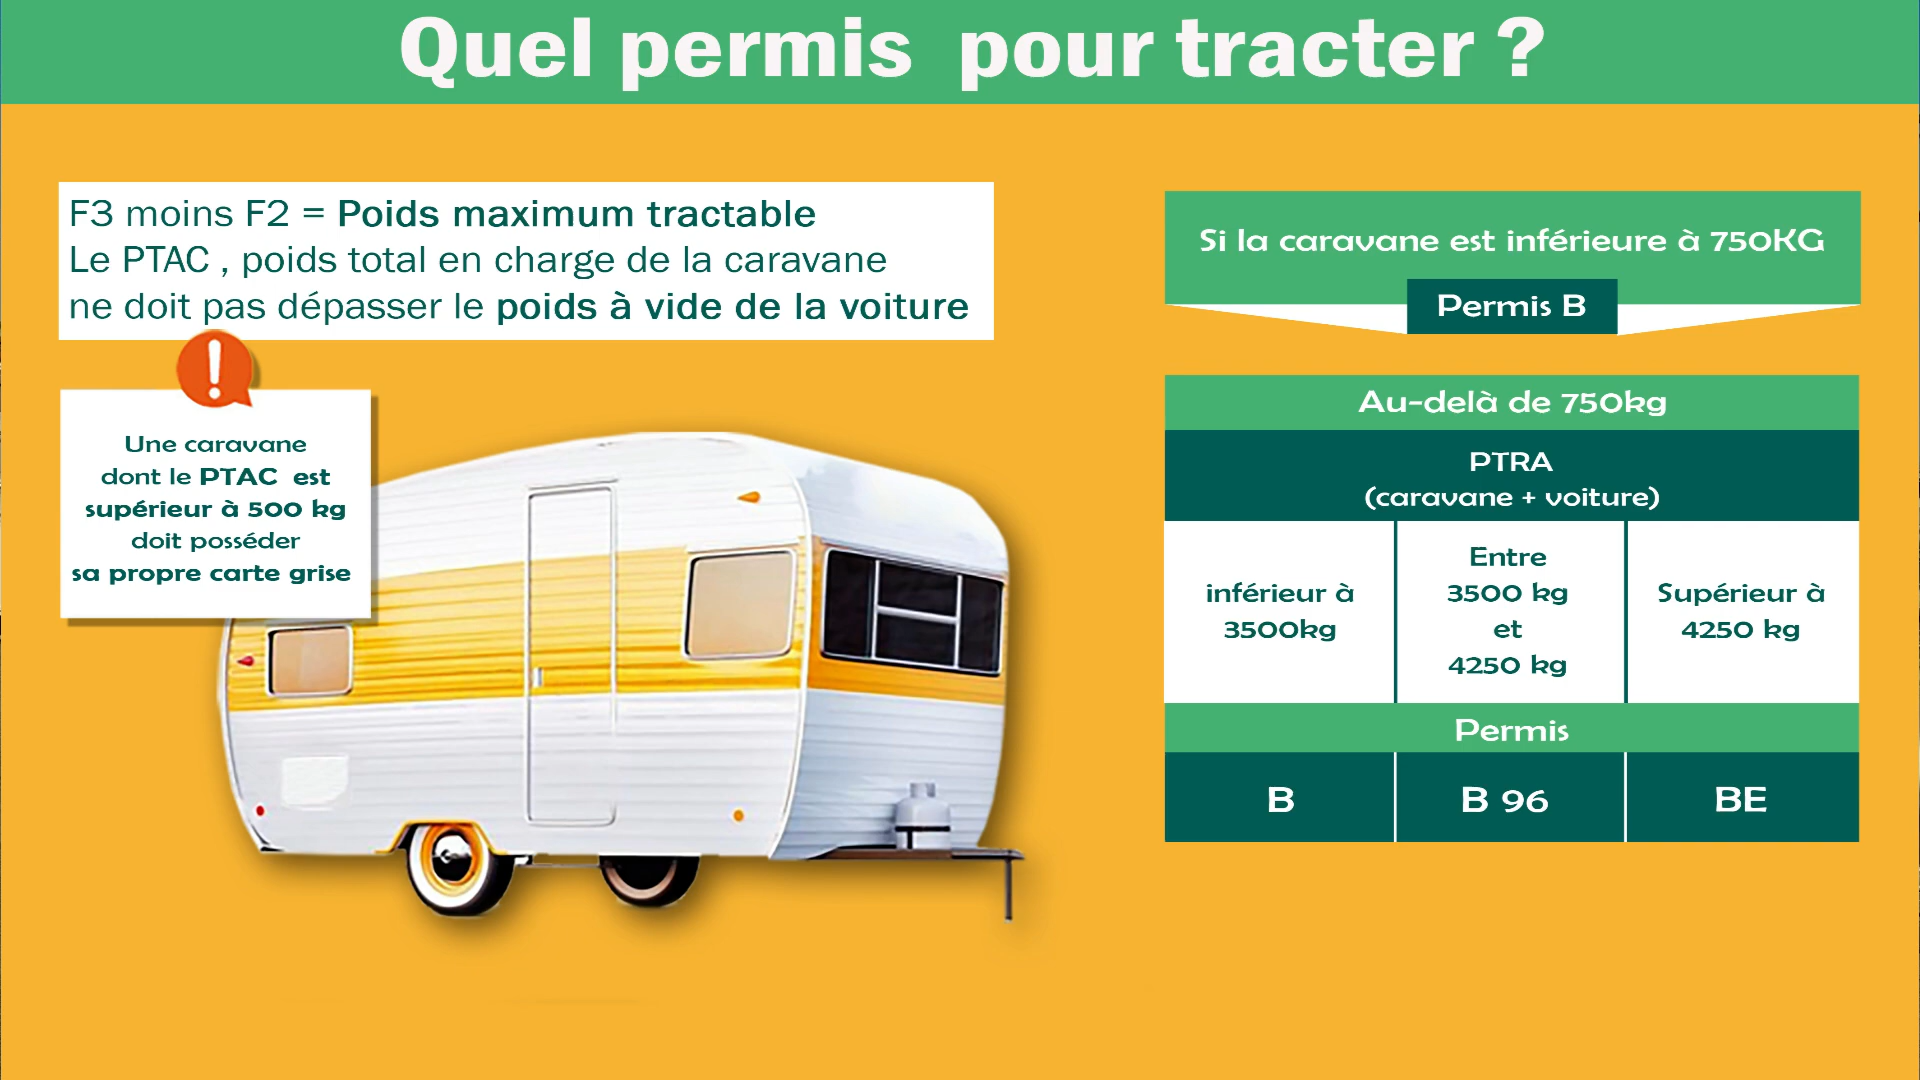 Quel permis pour tracter ?
F3 moins F2 = Poids maximum tractable
Le PTAC , poids total en charge de la caravane
ne doit pas dépasser le poids à vide de la voiture
!
Une caravane
dont le PTAC est
supérieur à 500 kg
doit posséder
sa propre carte grise
Si la caravane est inférieure à 750KG
Permis B
Au-delà de 750kg
PTRA
(caravane + voiture)
inférieur à
3500kg
Entre
3500 kg
et
4250 kg
Supérieur à
4250 kg
Permis
B
B 96
BE